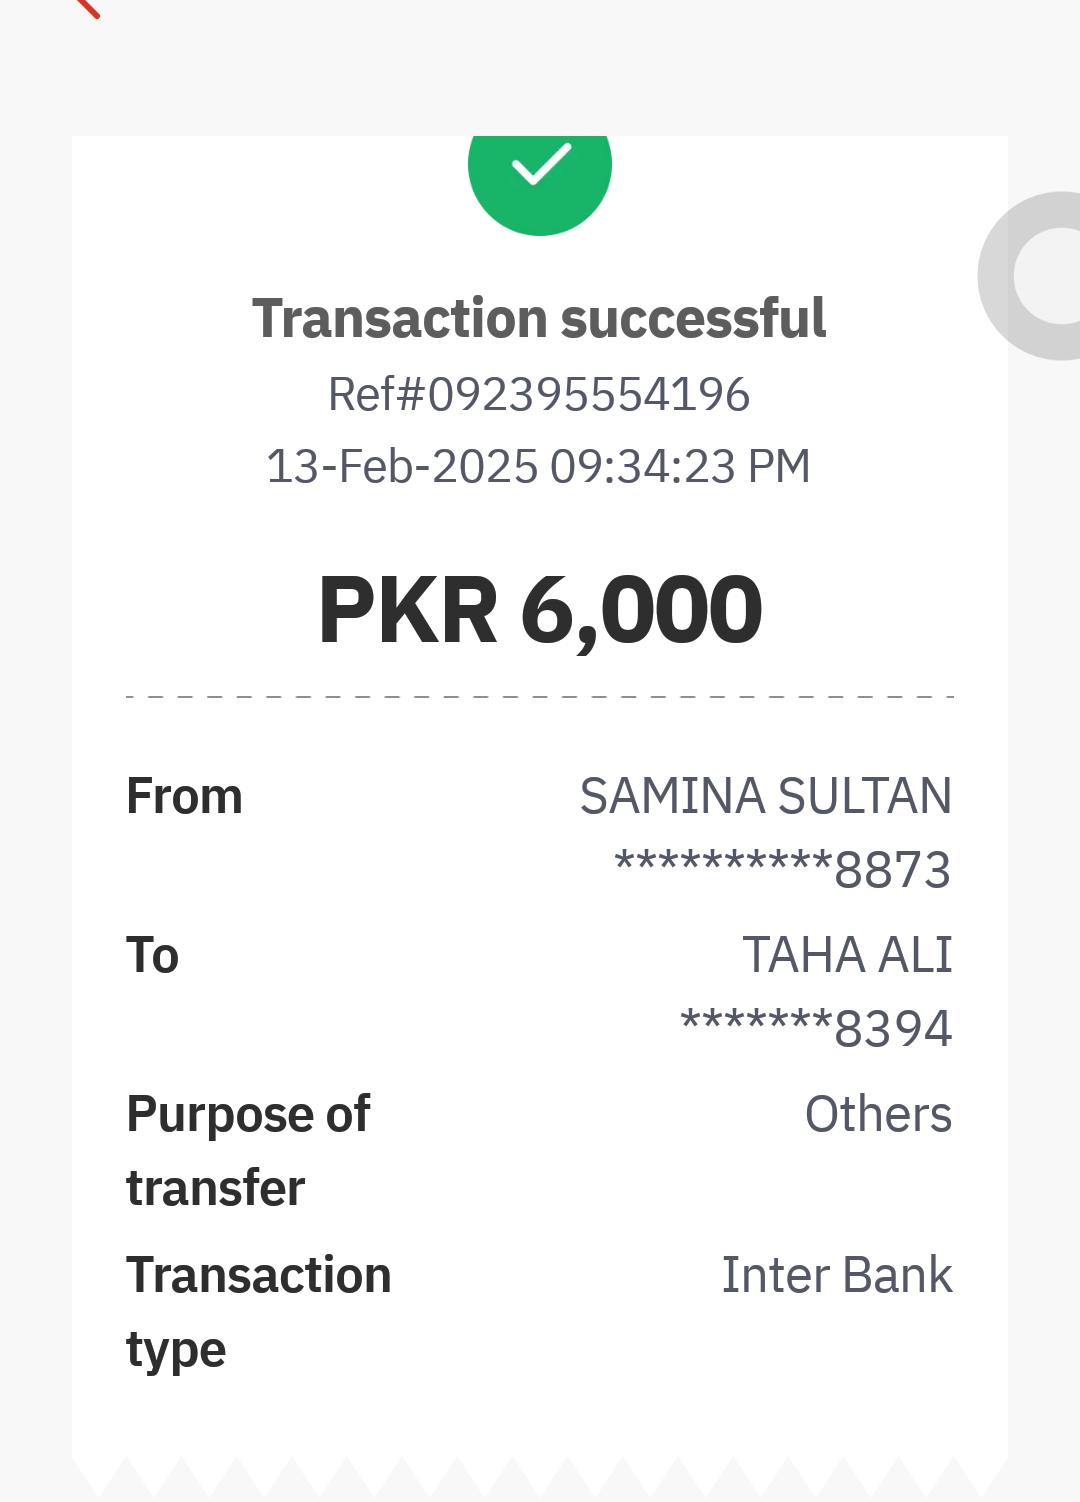 Transaction successful
Ref#092395554196
13-Feb-2025 09:34:23 PM
PKR 6,000
From SAMINA SULTAN
**********8873
To TAHA ALI
*******8394
Purpose of Others
transfer
Transaction Inter Bank
type